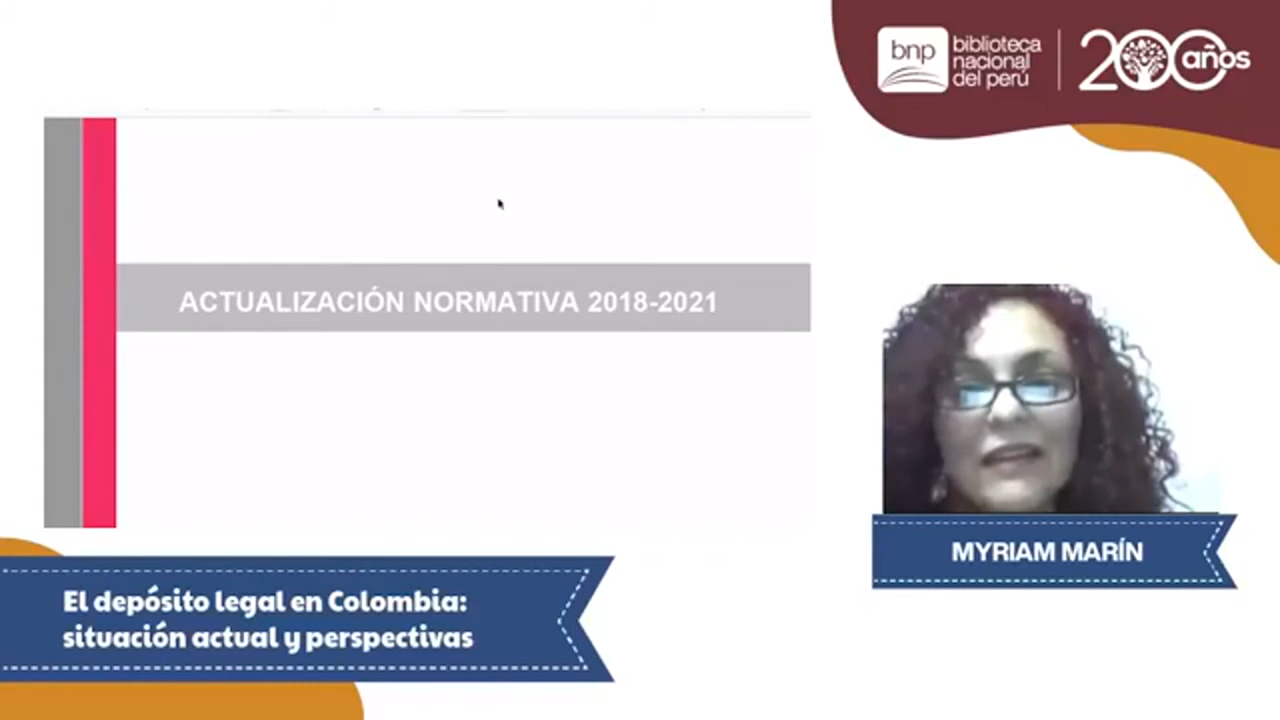 bnp
biblioteca
nacional
del perú
200 años
ACTUALIZACIÓN NORMATIVA 2018-2021
MYRIAM MARÍN
El depósito legal en Colombia:
situación actual y perspectivas